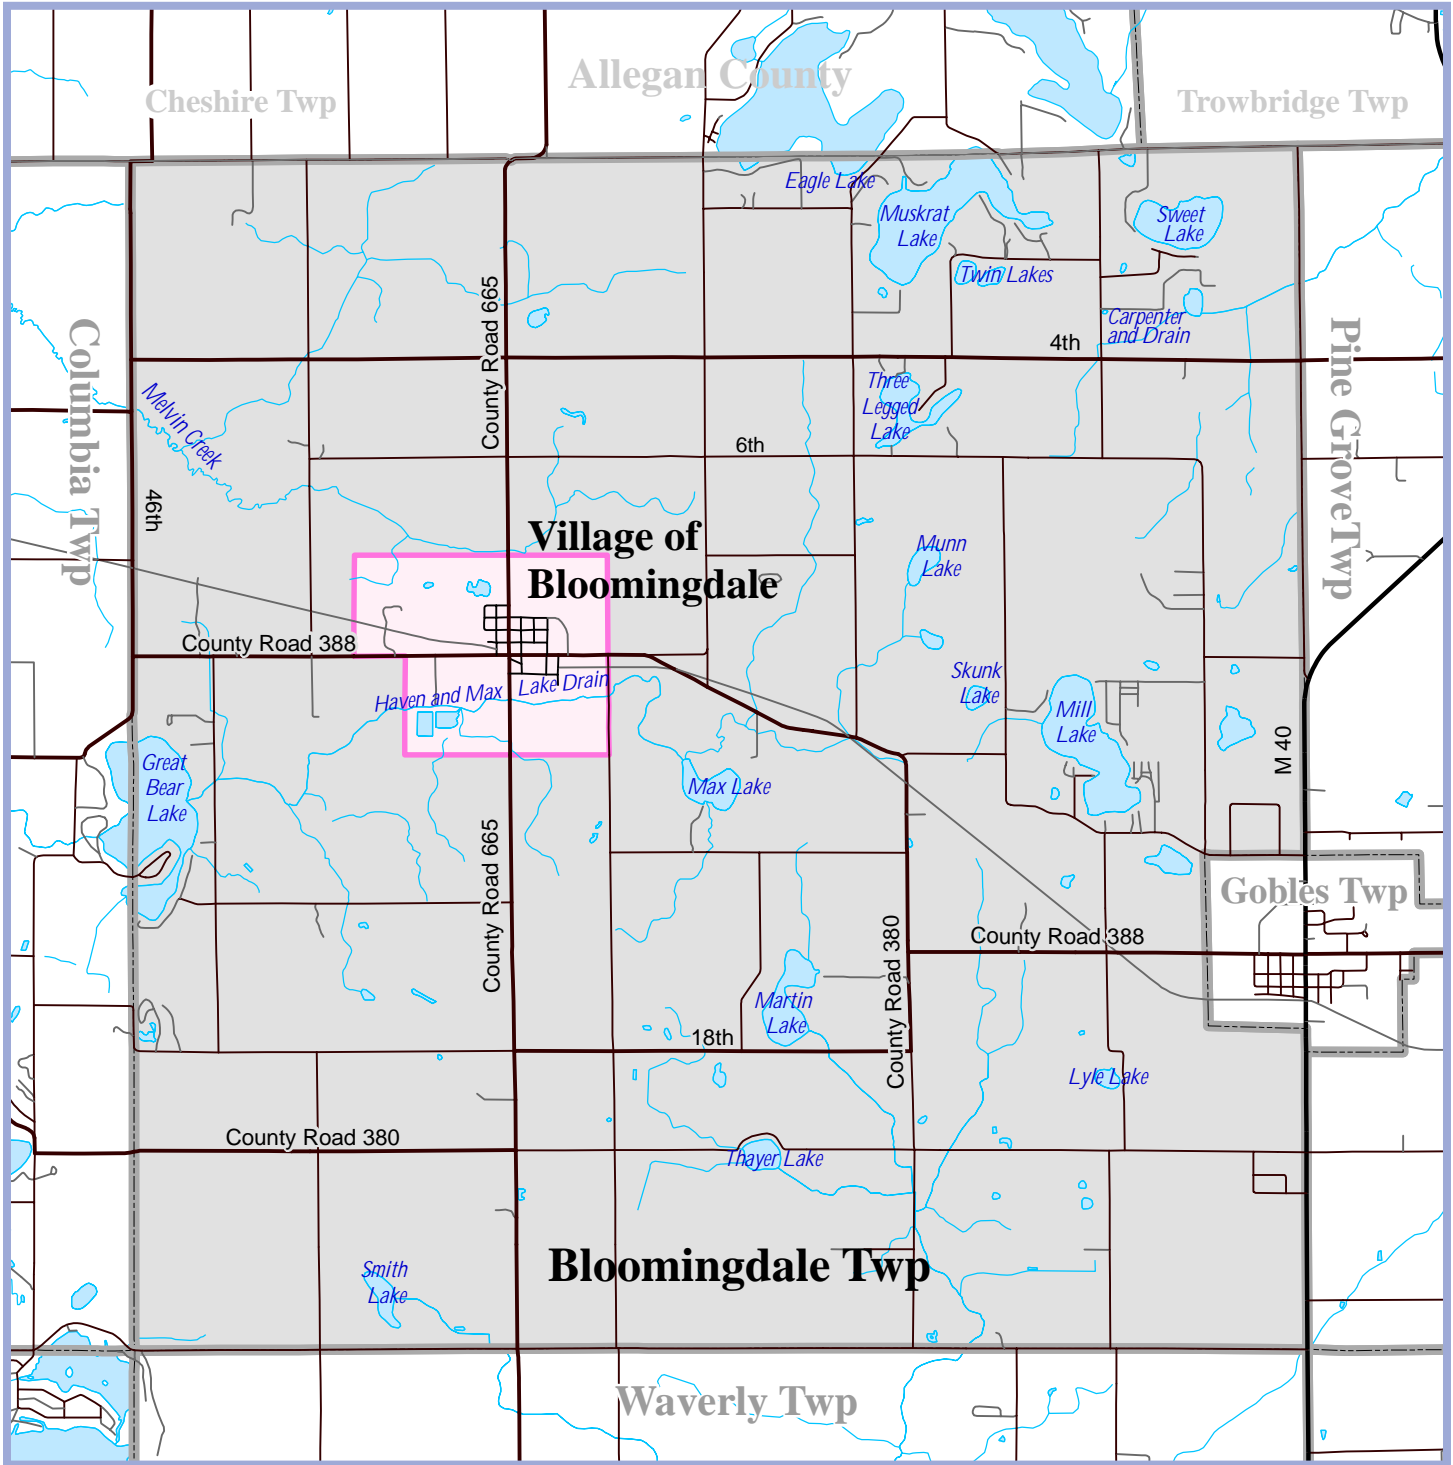 Allegan County
Cheshire Twp
Trowbridge Twp
Eagle Lake
Muskrat
Lake
Sweet
Lake
Twin Lakes
County Road 665
Carpenter
and Drain
4th
Columbia Twp
Pine GroveTwp
Melvin Creek
Three
Legged
Lake
6th
46th
Village of
Bloomingdale
Munn
Lake
County Road 388
Skunk
Lake
Haven and Max Lake Drain
Mill
Lake
M 40
Great
Bear
Lake
Max Lake
County Road 665
Gobles Twp
County Road 380
County Road 388
Martin
Lake
18th
Lyle Lake
County Road 380
Thayer Lake
Bloomingdale Twp
Smith
Lake
Waverly Twp